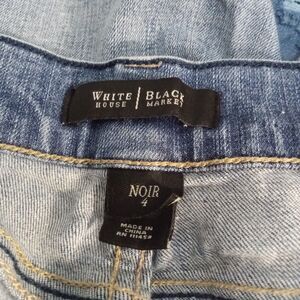 WHITE | BLACK
HOUSE | MARKET
NOIR
4
MADE IN
CHINA